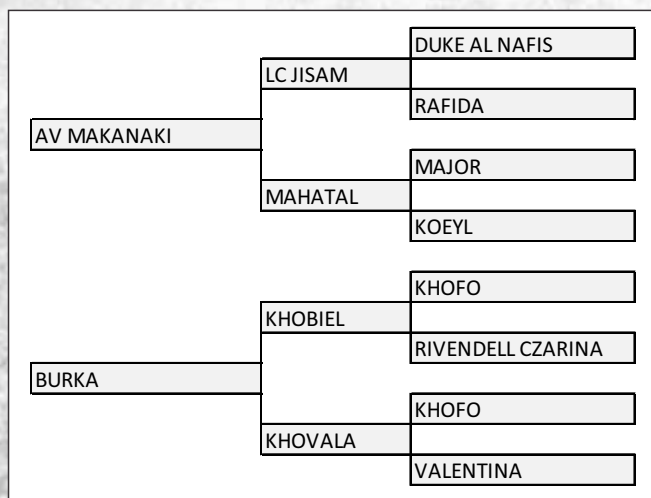 DUKE AL NAFIS
LC JISAM
RAFIDA
AV MAKANAKI
MAJOR
MAHATAL
KOEYL
KHOFO
KHOBIEL
RIVENDELL CZARINA
BURKA
KHOFO
KHOVALA
VALENTINA